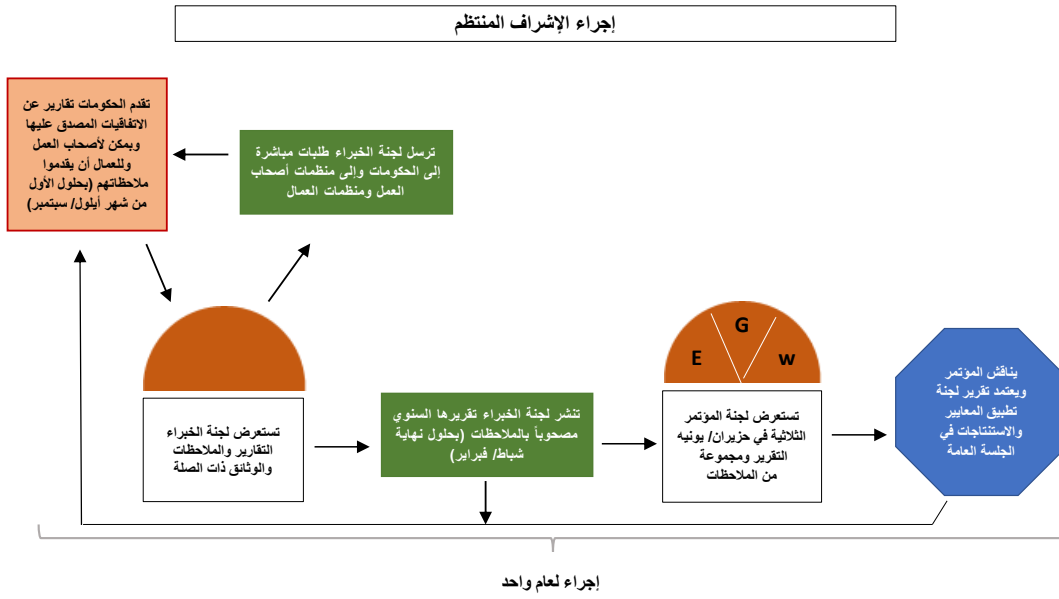 إجراء الإشراف المنتظم
تقدم الحكومات تقارير عن
الاتفاقيات المصدق عليها
ويمكن لأصحاب العمل
وللعمال أن يقدموا
ملاحظاتهم (بحلول الأول
من شهر أيلول/ سبتمبر)
ترسل لجنة الخبراء طلبات مباشرة
إلى الحكومات وإلى منظمات أصحاب
العمل ومنظمات العمال
تستعرض لجنة الخبراء
التقارير والملاحظات
والوثائق ذات الصلة
تنشر لجنة الخبراء تقريرها السنوي
مصحوباً بالملاحظات (بحلول نهاية
شباط/ فبراير)
E
G
w
تستعرض لجنة المؤتمر
الثلاثية في حزيران/ يونيه
التقرير ومجموعة
من الملاحظات
يناقش المؤتمر
ويعتمد تقرير لجنة
تطبيق المعايير
والاستنتاجات في
الجلسة العامة
إجراء لعام واحد